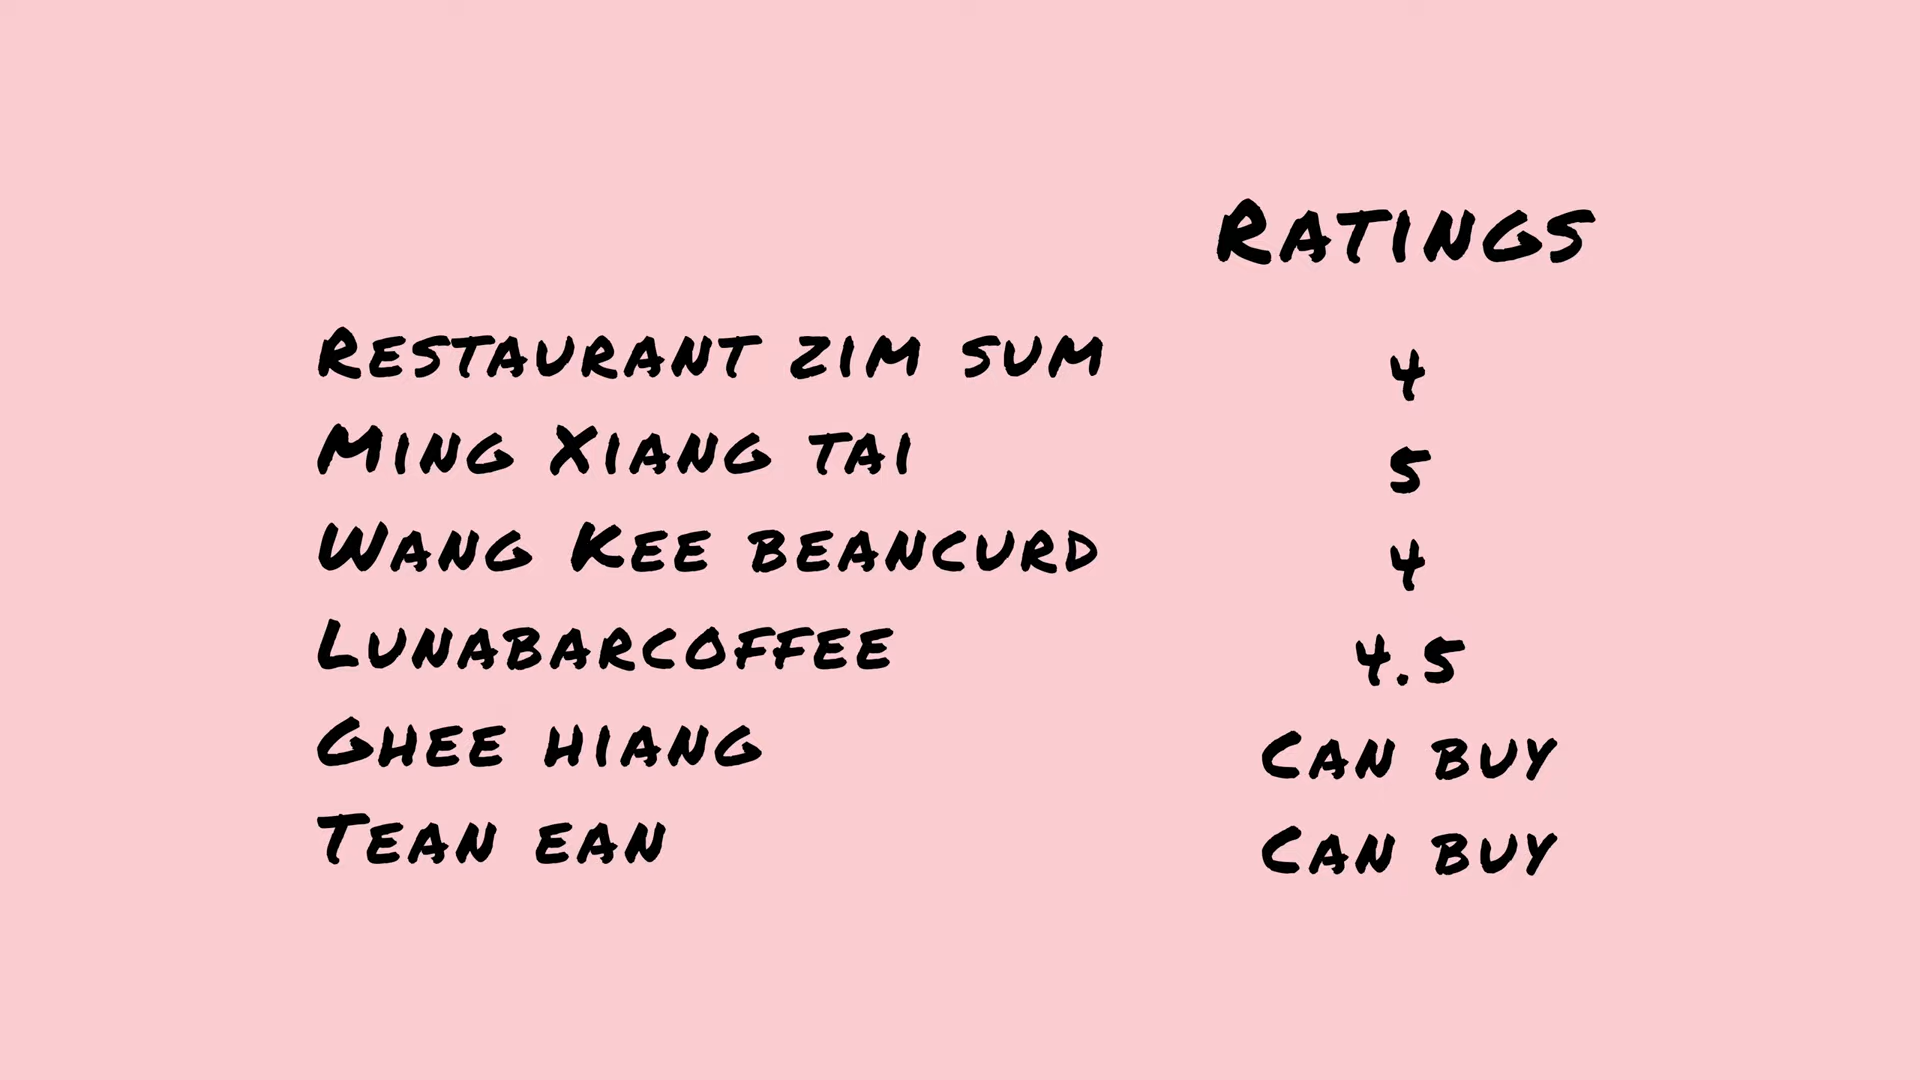 Ratings
Restaurant zim sum 4
Ming Xiang tai 5
Wang Kee beancurd 4
Lunabarcoffee 4.5
Ghee hiang Can buy
Tean ean Can buy